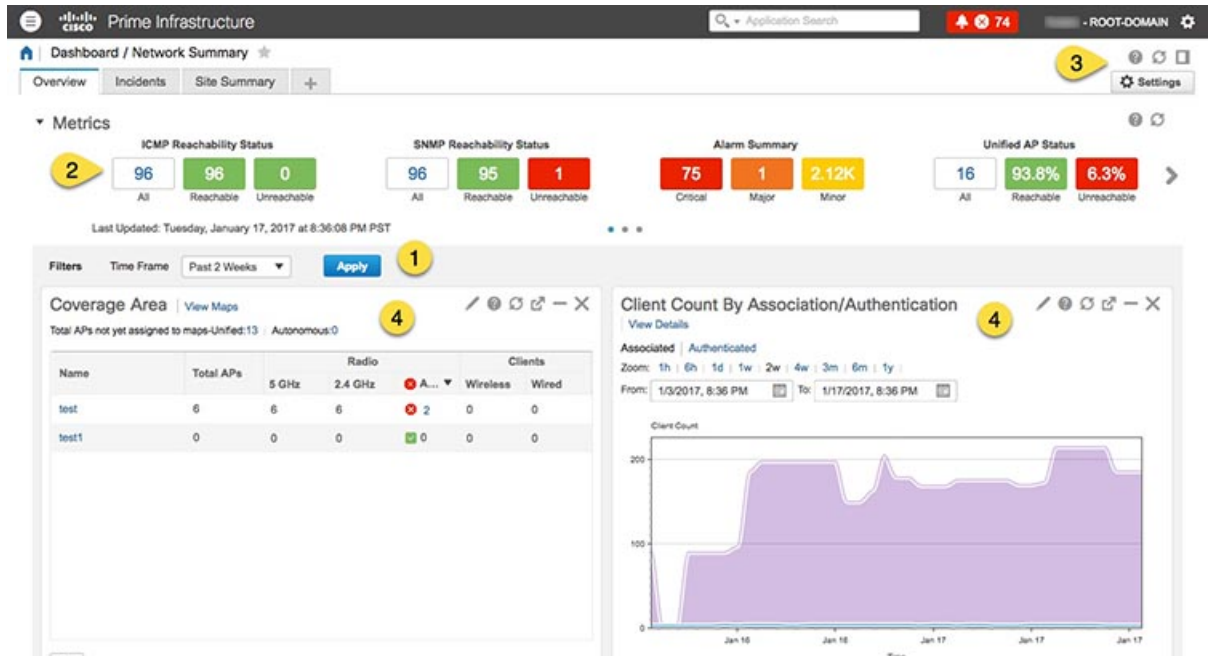 cisco Prime Infrastructure
Application Search
74
- ROOT-DOMAIN
Dashboard / Network Summary
3
Overview Incidents Site Summary +
Settings
Metrics
ICMP Reachability Status SNMP Reachability Status Alarm Summary Unified AP Status
2 96 96 0 96 95 1 75 1 2.12K 16 93.8% 6.3%
All Reachable Unreachable All Reachable Unreachable Critical Major Minor All Reachable Unreachable
Last Updated: Tuesday, January 17, 2017 at 8:36:08 PM PST
Filters Time Frame Past 2 Weeks Apply 1
Coverage Area | View Maps
4
Total APs not yet assigned to maps-Unified:13 | Autonomous:0
Name Total APs Radio Clients
5 GHz 2.4 GHz A... Wireless Wired
test 6 6 6 2 0 0
test1 0 0 0 0 0 0
Client Count By Association/Authentication
4
View Details
Associated | Authenticated
Zoom: 1h | 6h | 1d | 1w | 2w | 4w | 3m | 6m | 1y
From: 1/3/2017, 8:36 PM To: 1/17/2017, 8:36 PM
Client Count
200
100
0
Jan 16 Jan 16 Jan 17 Jan 17 Jan 17